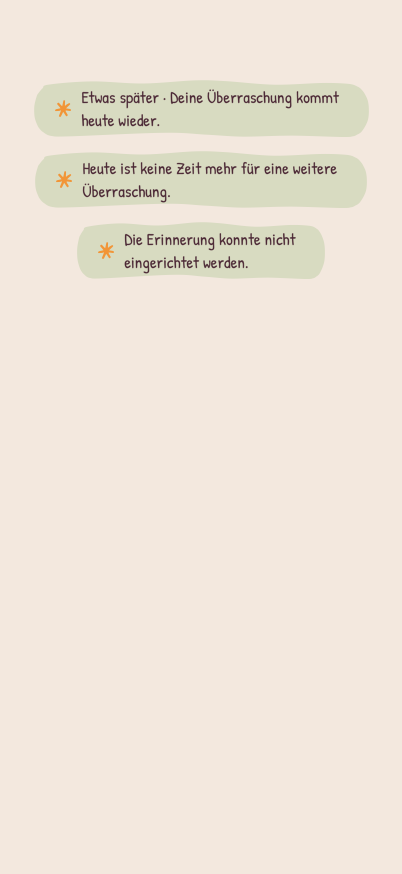 Etwas später · Deine Überraschung kommt
heute wieder.
Heute ist keine Zeit mehr für eine weitere
Überraschung.
Die Erinnerung konnte nicht
eingerichtet werden.